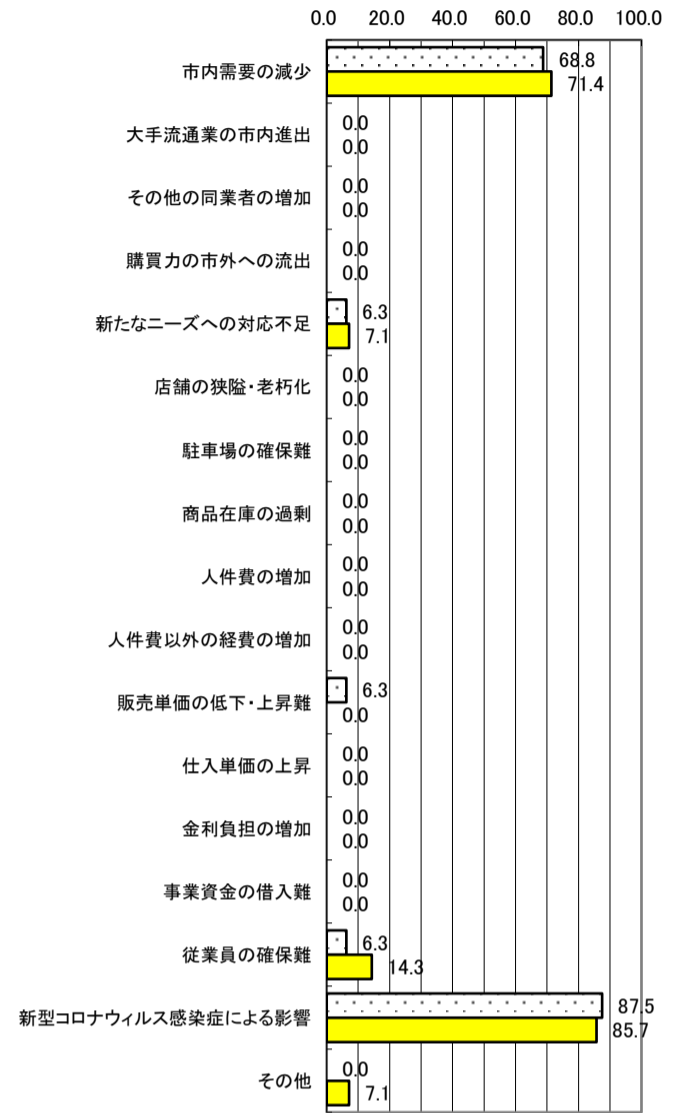 0.0 20.0 40.0 60.0 80.0 100.0
市内需要の減少 68.8
71.4
大手流通業の市内進出 0.0
0.0
その他の同業者の増加 0.0
0.0
購買力の市外への流出 0.0
0.0
新たなニーズへの対応不足 6.3
7.1
店舗の狭隘・老朽化 0.0
0.0
駐車場の確保難 0.0
0.0
商品在庫の過剰 0.0
0.0
人件費の増加 0.0
0.0
人件費以外の経費の増加 0.0
0.0
販売単価の低下・上昇難 6.3
0.0
仕入単価の上昇 0.0
0.0
金利負担の増加 0.0
0.0
事業資金の借入難 0.0
0.0
従業員の確保難 6.3
14.3
新型コロナウィルス感染症による影響 87.5
85.7
その他 0.0
7.1